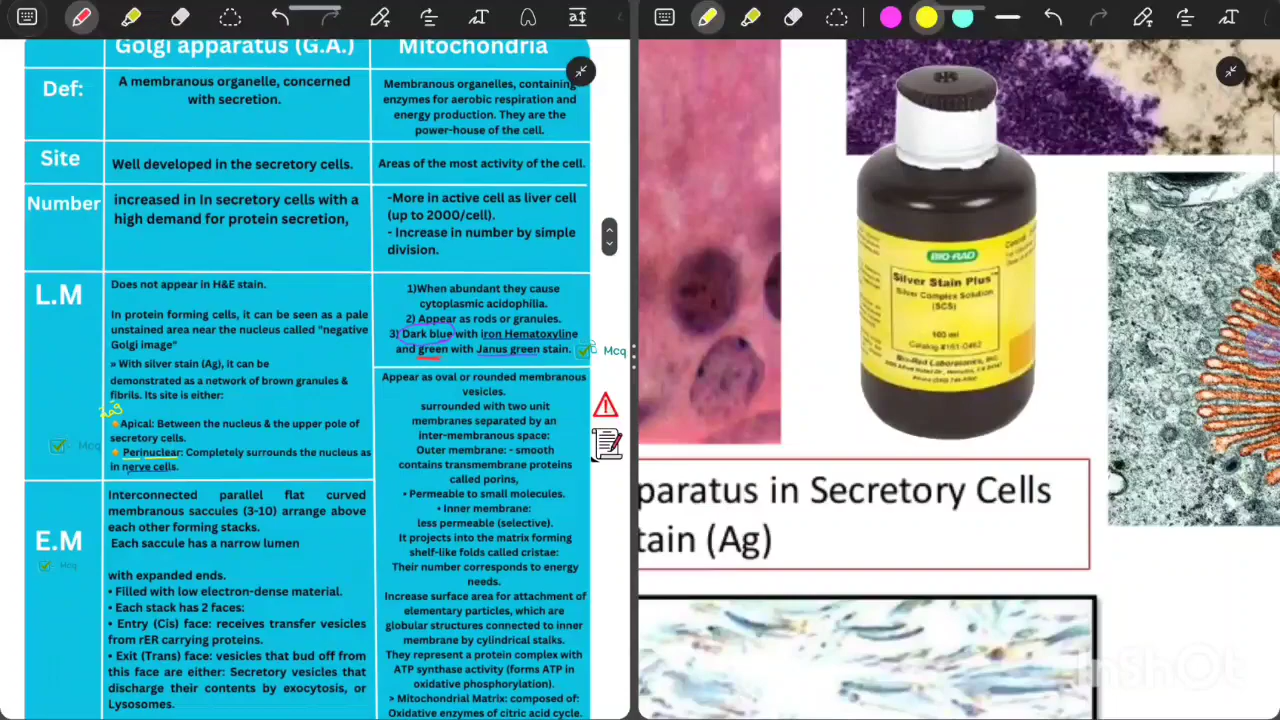 Golgi apparatus (G.A.)
Mitochondria
Def:
A membranous organelle, concerned
with secretion.
Membranous organelles, containing
enzymes for aerobic respiration and
energy production. They are the
power-house of the cell.
Site
Well developed in the secretory cells.
Areas of the most activity of the cell.
Number
increased in In secretory cells with a
high demand for protein secretion,
-More in active cell as liver cell
(up to 2000/cell).
- Increase in number by simple
division.
L.M
Does not appear in H&E stain.
In protein forming cells, it can be seen as a pale
unstained area near the nucleus called "negative
Golgi image"
» With silver stain (Ag), it can be
demonstrated as a network of brown granules &
fibrils. Its site is either:
Apical: Between the nucleus & the upper pole of
secretory cells.
Perinuclear: Completely surrounds the nucleus as
in nerve cells.
Mcq
1)When abundant they cause
cytoplasmic acidophilia.
2) Appear as rods or granules.
3) Dark blue with iron Hematoxyline
and green with Janus green stain.
Mcq
E.M
Mcq
Interconnected parallel flat curved
membranous saccules (3-10) arrange above
each other forming stacks.
Each saccule has a narrow lumen
with expanded ends.
• Filled with low electron-dense material.
• Each stack has 2 faces:
• Entry (Cis) face: receives transfer vesicles
from rER carrying proteins.
• Exit (Trans) face: vesicles that bud off from
this face are either: Secretory vesicles that
discharge their contents by exocytosis, or
Lysosomes.
Appear as oval or rounded membranous
vesicles.
surrounded with two unit
membranes separated by an
inter-membranous space:
Outer membrane: - smooth
contains transmembrane proteins
called porins,
• Permeable to small molecules.
• Inner membrane:
less permeable (selective).
It projects into the matrix forming
shelf-like folds called cristae:
Their number corresponds to energy
needs.
Increase surface area for attachment of
elementary particles, which are
globular structures connected to inner
membrane by cylindrical stalks.
They represent a protein complex with
ATP synthase activity (forms ATP in
oxidative phosphorylation).
> Mitochondrial Matrix: composed of:
Oxidative enzymes of citric acid cycle.
BIO-RAD
Silver Stain Plus™
Silver Complex Solution
(SCS)
Catalog #161-0462
Bio-Rad Laboratories, Inc.
paratus in Secretory Cells
tain (Ag)
InShOt